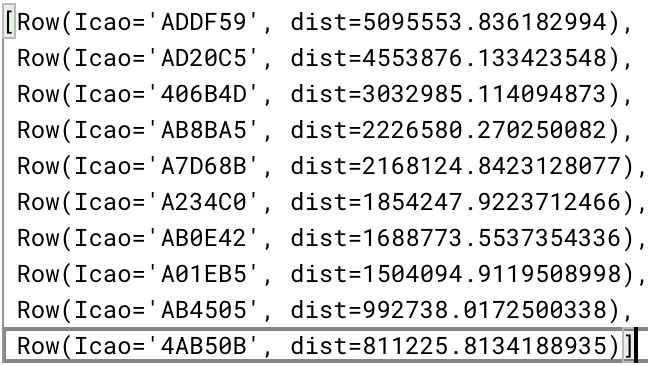 [Row(Icao='ADDF59', dist=5095553.836182994),
Row(Icao='AD20C5', dist=4553876.133423548),
Row(Icao='406B4D', dist=3032985.114094873),
Row(Icao='AB8BA5', dist=2226580.270250082),
Row(Icao='A7D68B', dist=2168124.8423128077),
Row(Icao='A234C0', dist=1854247.9223712466),
Row(Icao='AB0E42', dist=1688773.5537354336),
Row(Icao='A01EB5', dist=1504094.9119508998),
Row(Icao='AB4505', dist=992738.0172500338),
Row(Icao='4AB50B', dist=811225.8134188935)]